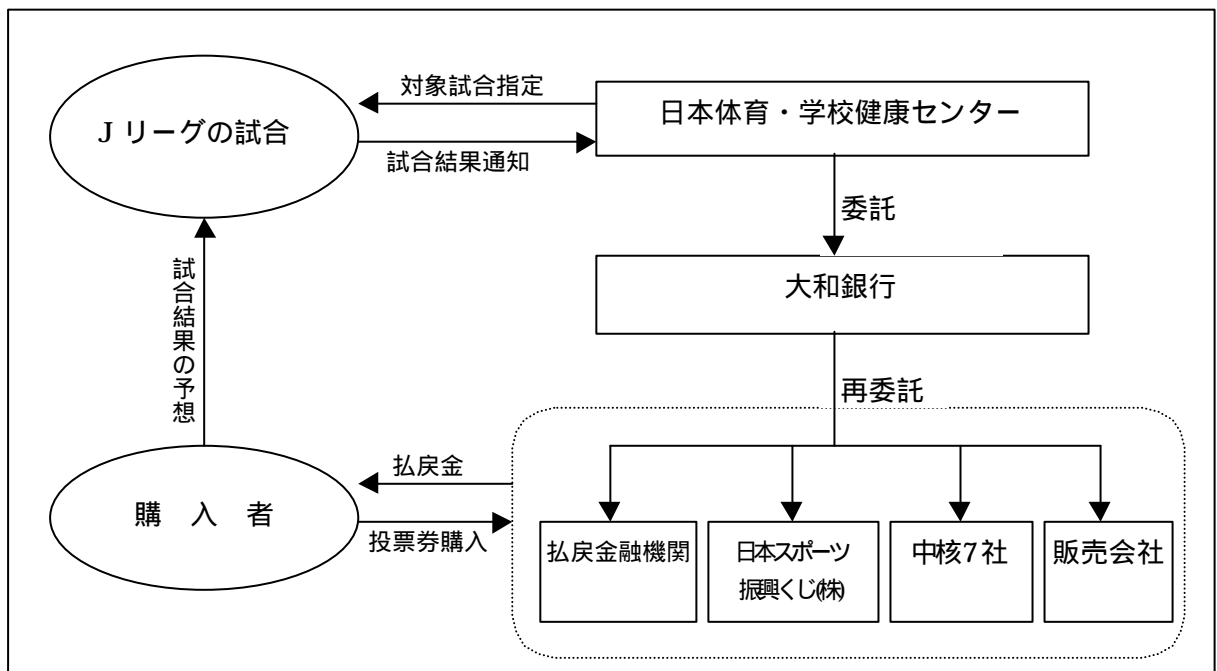 対象試合指定
Jリーグの試合
日本体育・学校健康センター
試合結果通知
委託
大和銀行
試合結果の予想
再委託
払戻金
購　入　者
投票券購入
払戻金融機関
日本スポーツ
振興くじ(株)
中核7社
販売会社